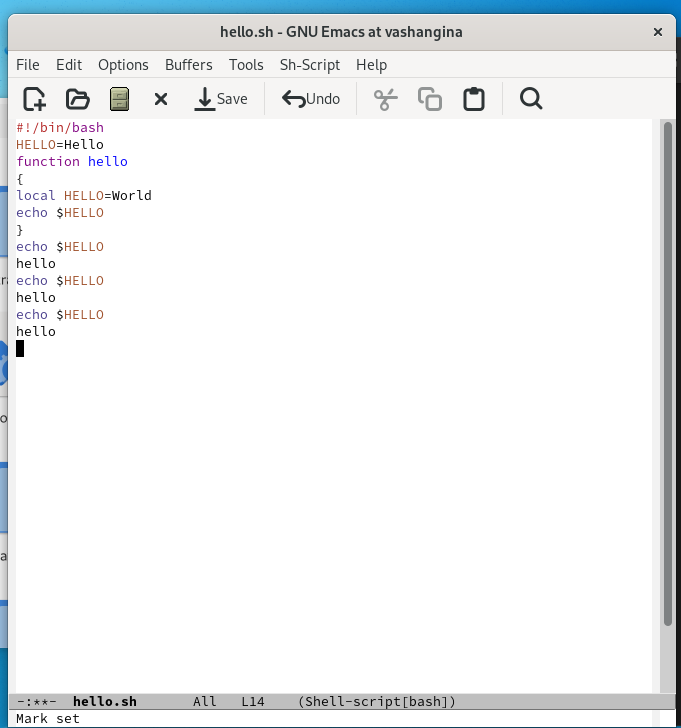 hello.sh - GNU Emacs at vashangina
File Edit Options Buffers Tools Sh-Script Help
Save Undo
#!/bin/bash
HELLO=Hello
function hello
{
local HELLO=World
echo $HELLO
}
echo $HELLO
hello
echo $HELLO
hello
echo $HELLO
hello
-:**- hello.sh All L14 (Shell-script[bash])
Mark set